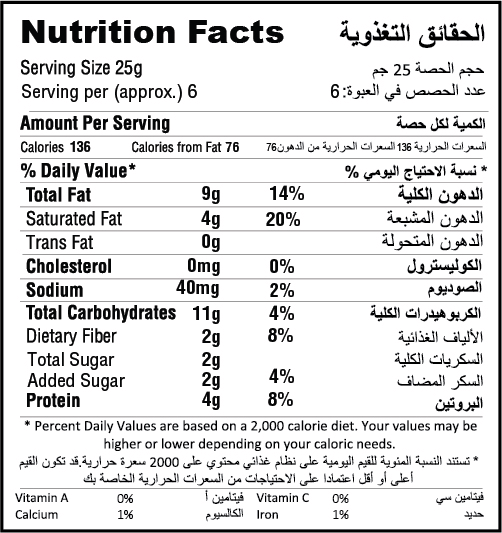 Nutrition Facts الحقائق التغذوية
Serving Size 25g حجم الحصة 25 جم
Serving per (approx.) 6 عدد الحصص في العبوة: 6
Amount Per Serving الكمية لكل حصة
Calories 136 Calories from Fat 76 السعرات الحرارية 136 السعرات الحرارية من الدهون 76
% Daily Value* * نسبة الاحتياج اليومي %
Total Fat 9g 14% الدهون الكلية
Saturated Fat 4g 20% الدهون المشبعة
Trans Fat 0g الدهون المتحولة
Cholesterol 0mg 0% الكوليسترول
Sodium 40mg 2% الصوديوم
Total Carbohydrates 11g 4% الكربوهيدرات الكلية
Dietary Fiber 2g 8% الألياف الغذائية
Total Sugar 2g السكريات الكلية
Added Sugar 2g 4% السكر المضاف
Protein 4g 8% البروتين
* Percent Daily Values are based on a 2,000 calorie diet. Your values may be
higher or lower depending on your caloric needs.
* تستند النسبة المئوية للقيم اليومية على نظام غذائي محتوي على 2000 سعرة حرارية.قد تكون القيم
أعلى أو أقل اعتمادا على الاحتياجات من السعرات الحرارية الخاصة بك
Vitamin A 0% فيتامين أ Vitamin C 0% فيتامين سي
Calcium 1% الكالسيوم Iron 1% حديد